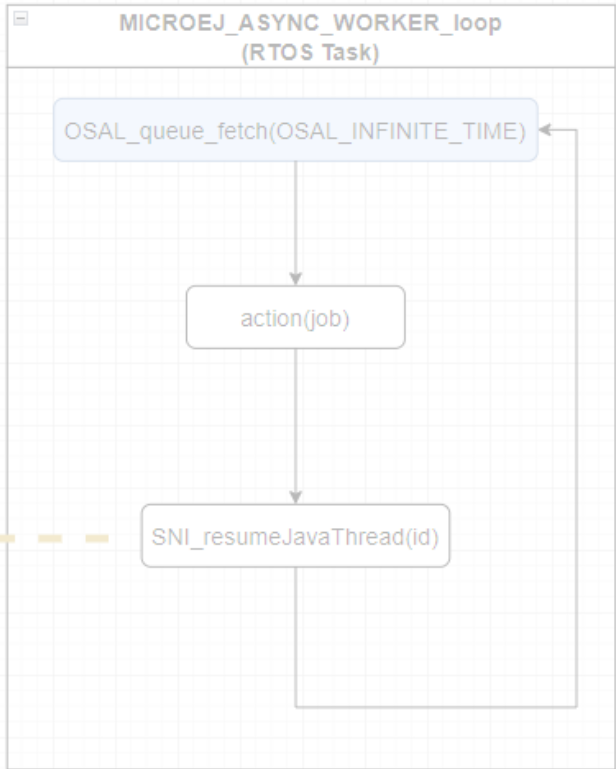 MICROEJ_ASYNC_WORKER_loop
(RTOS Task)
OSAL_queue_fetch(OSAL_INFINITE_TIME)
action(job)
SNI_resumeJavaThread(id)